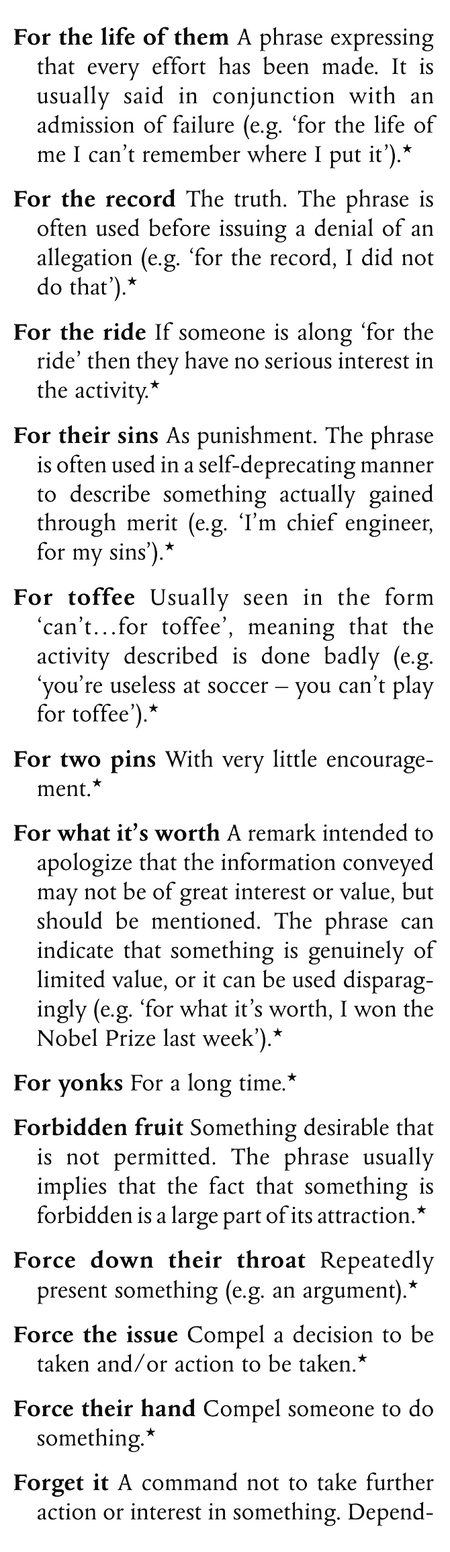 For the life of them A phrase expressing
that every effort has been made. It is
usually said in conjunction with an
admission of failure (e.g. ‘for the life of
me I can’t remember where I put it’).★
For the record The truth. The phrase is
often used before issuing a denial of an
allegation (e.g. ‘for the record, I did not
do that’).★
For the ride If someone is along ‘for the
ride’ then they have no serious interest in
the activity.★
For their sins As punishment. The phrase
is often used in a self-deprecating manner
to describe something actually gained
through merit (e.g. ‘I’m chief engineer,
for my sins’).★
For toffee Usually seen in the form
‘can’t…for toffee’, meaning that the
activity described is done badly (e.g.
‘you’re useless at soccer – you can’t play
for toffee’).★
For two pins With very little encourage-
ment.★
For what it’s worth A remark intended to
apologize that the information conveyed
may not be of great interest or value, but
should be mentioned. The phrase can
indicate that something is genuinely of
limited value, or it can be used disparag-
ingly (e.g. ‘for what it’s worth, I won the
Nobel Prize last week’).★
For yonks For a long time.★
Forbidden fruit Something desirable that
is not permitted. The phrase usually
implies that the fact that something is
forbidden is a large part of its attraction.★
Force down their throat Repeatedly
present something (e.g. an argument).★
Force the issue Compel a decision to be
taken and/or action to be taken.★
Force their hand Compel someone to do
something.★
Forget it A command not to take further
action or interest in something. Depend-